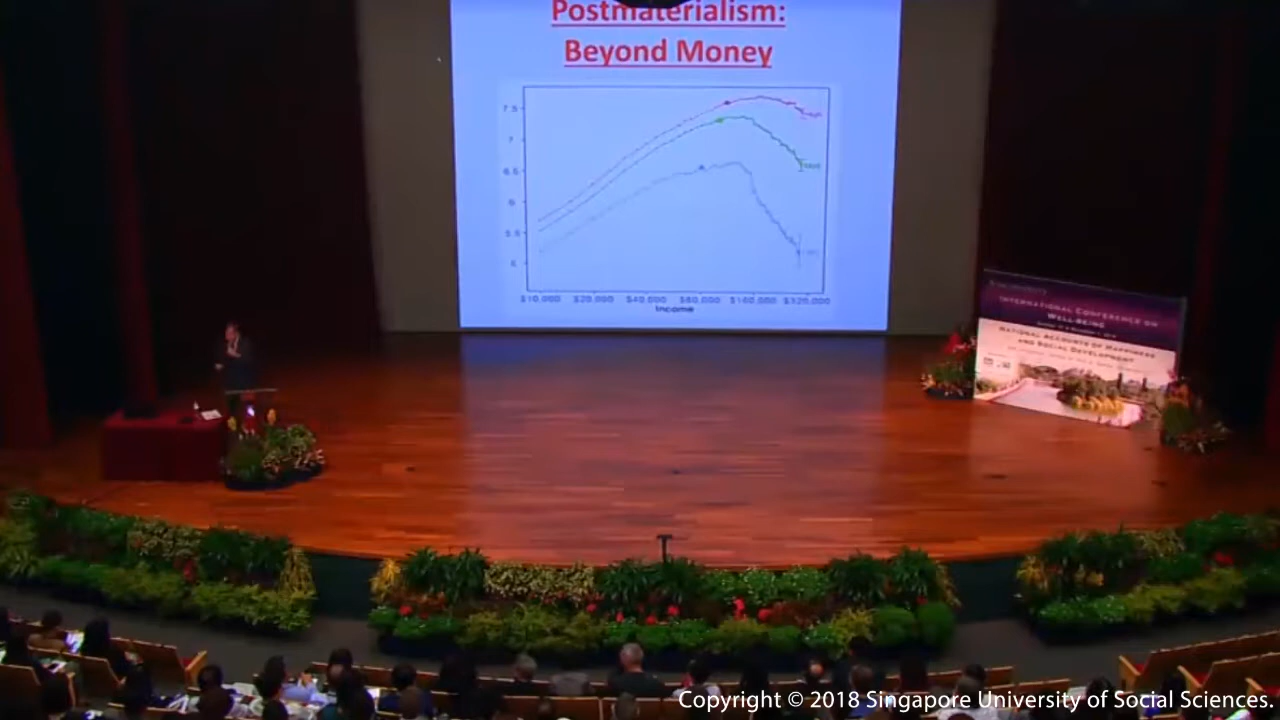 Postmaterialism:
Beyond Money
7.5
7
6.5
6
5.5
5
$10,000 $20,000 $40,000 $80,000 $160,000 $320,000
Income
INTERNATIONAL CONFERENCE ON
WELL-BEING
NATIONAL ACCOUNTS OF HAPPINESS
AND SOCIAL DEVELOPMENT
Copyright © 2018 Singapore University of Social Sciences.